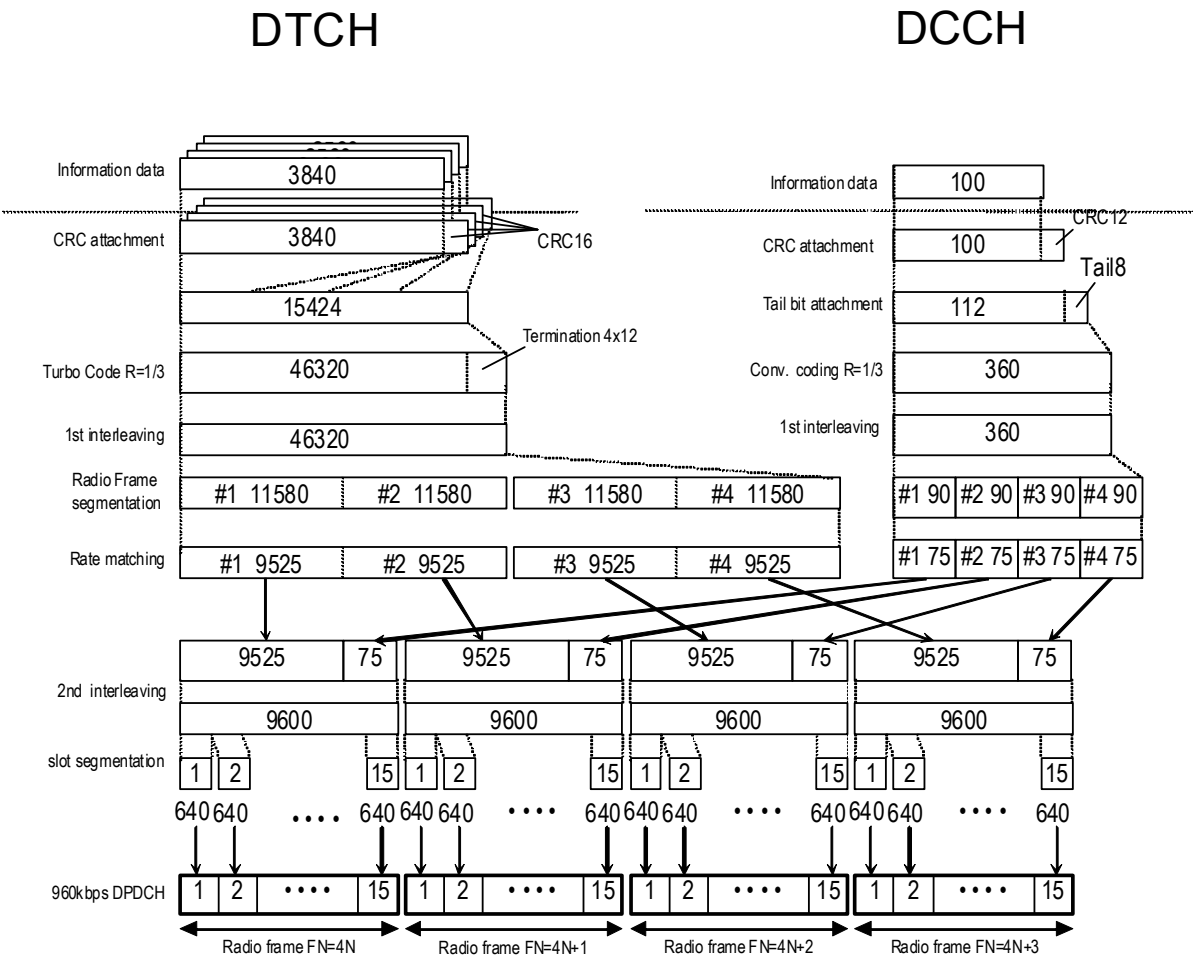 DTCH DCCH
Information data 3840
Information data 100
CRC attachment 3840 CRC16
CRC attachment 100 CRC12
15424
Tail bit attachment 112 Tail8
Termination 4x12
Turbo Code R=1/3 46320
Conv. coding R=1/3 360
1st interleaving 46320
1st interleaving 360
Radio Frame
segmentation
#1 11580 #2 11580 #3 11580 #4 11580
#1 90 #2 90 #3 90 #4 90
Rate matching #1 9525 #2 9525 #3 9525 #4 9525
#1 75 #2 75 #3 75 #4 75
9525 75 9525 75 9525 75 9525 75
2nd interleaving
9600 9600 9600 9600
slot segmentation 1 2 15 1 2 15 1 2 15 1 2 15
640 640 •••• 640 640 640 •••• 640 640 640 •••• 640 640 640 •••• 640
960kbps DPDCH 1 2 •••• 15 1 2 •••• 15 1 2 •••• 15 1 2 •••• 15
Radio frame FN=4N Radio frame FN=4N+1 Radio frame FN=4N+2 Radio frame FN=4N+3